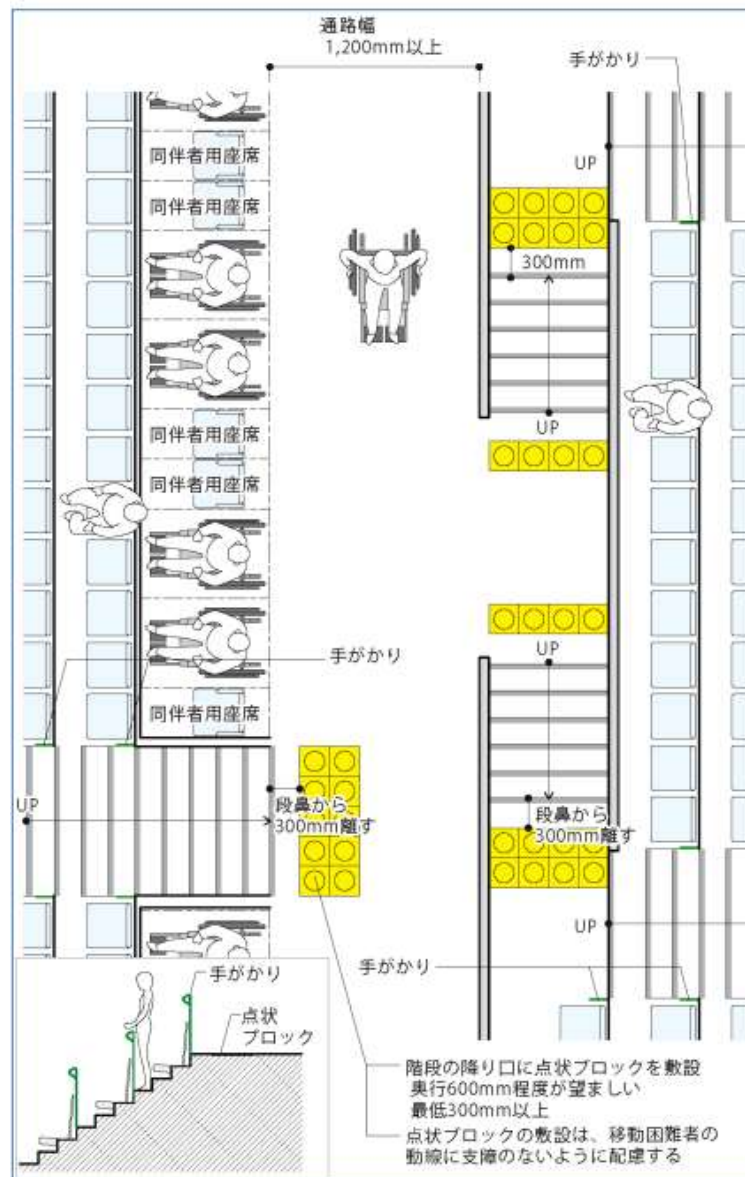 通路幅
1,200mm以上
手がかり
UP
同伴者用座席
同伴者用座席
300mm
UP
同伴者用座席
同伴者用座席
UP
手がかり
同伴者用座席
UP
段鼻から
300mm離す
段鼻から
300mm離す
UP
手がかり
手がかり
点状
ブロック
階段の降り口に点状ブロックを敷設
奥行600mm程度が望ましい
最低300mm以上
点状ブロックの敷設は、移動困難者の
動線に支障のないように配慮する